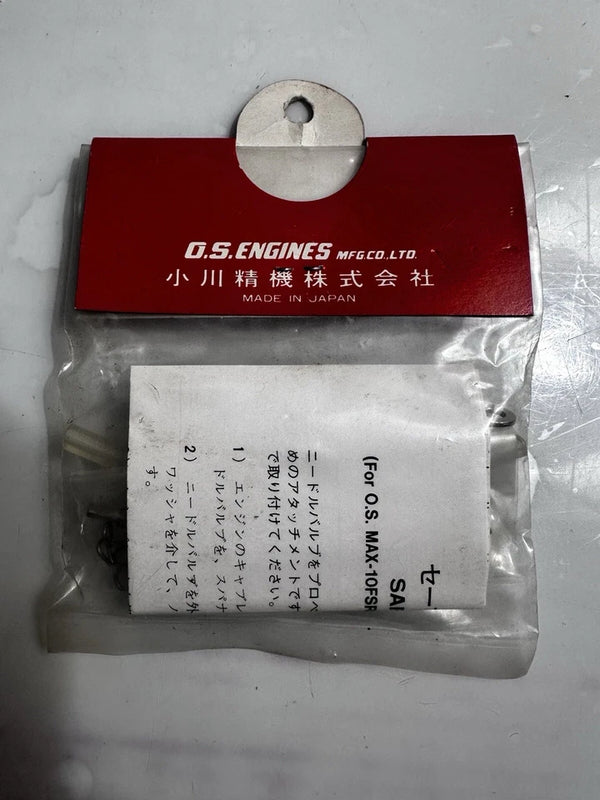 O.S.ENGINES MFG.CO.,LTD.
小川精機株式会社
MADE IN JAPAN
セー
SA
(For O.S. MAX-10FSR
ニードルバルブをプロペ
めのアタッチメントです
で取り付けてください。
1) エンジンのキャブレ
ドルバルブを、スパナ
2) ニードルバルブを外
ワッシャを介して、ノ
す。